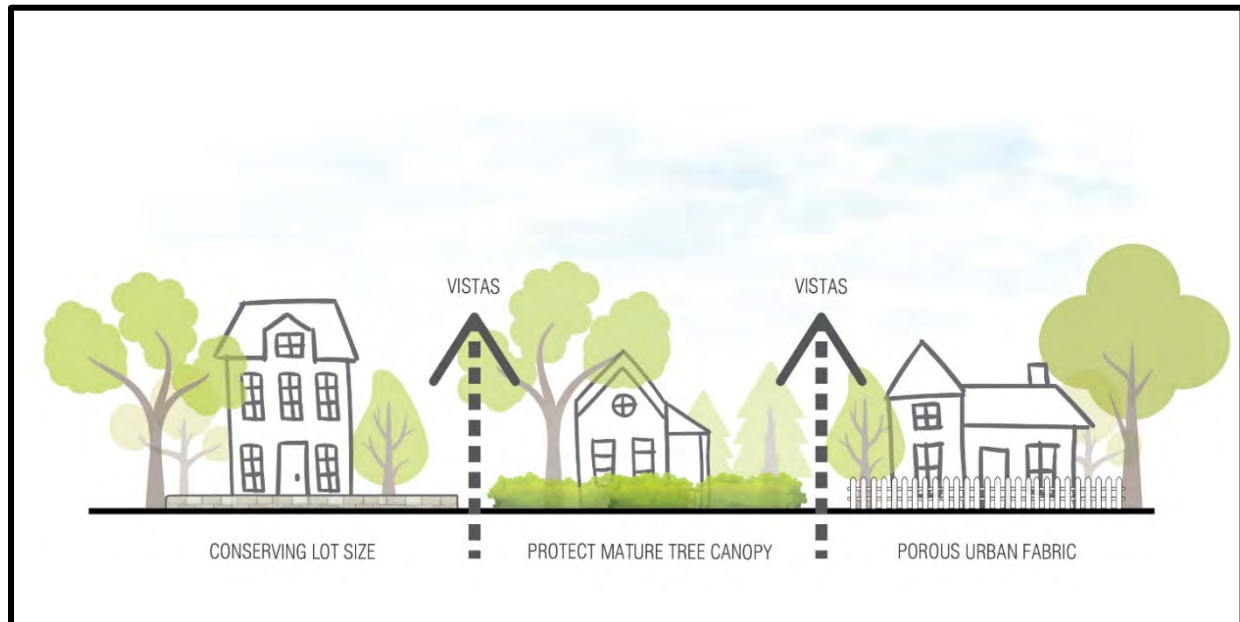 VISTAS
VISTAS
CONSERVING LOT SIZE
PROTECT MATURE TREE CANOPY
POROUS URBAN FABRIC